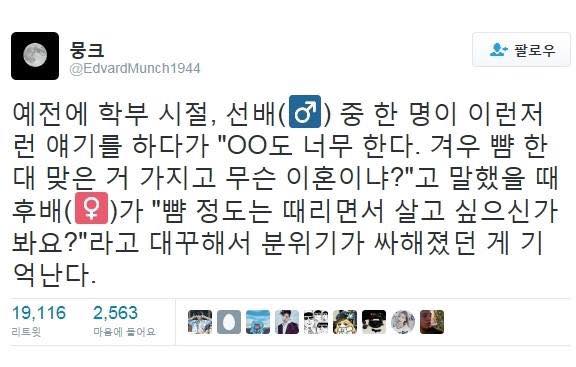 뭉크
@EdvardMunch1944
팔로우
예전에 학부 시절, 선배(♂) 중 한 명이 이런저
런 얘기를 하다가 "OO도 너무 한다. 겨우 뺨 한
대 맞은 거 가지고 무슨 이혼이냐?"고 말했을 때
후배(♀)가 "뺨 정도는 때리면서 살고 싶으신가
봐요?"라고 대꾸해서 분위기가 싸해졌던 게 기
억난다.
19,116 2,563
리트윗 마음에 들어요